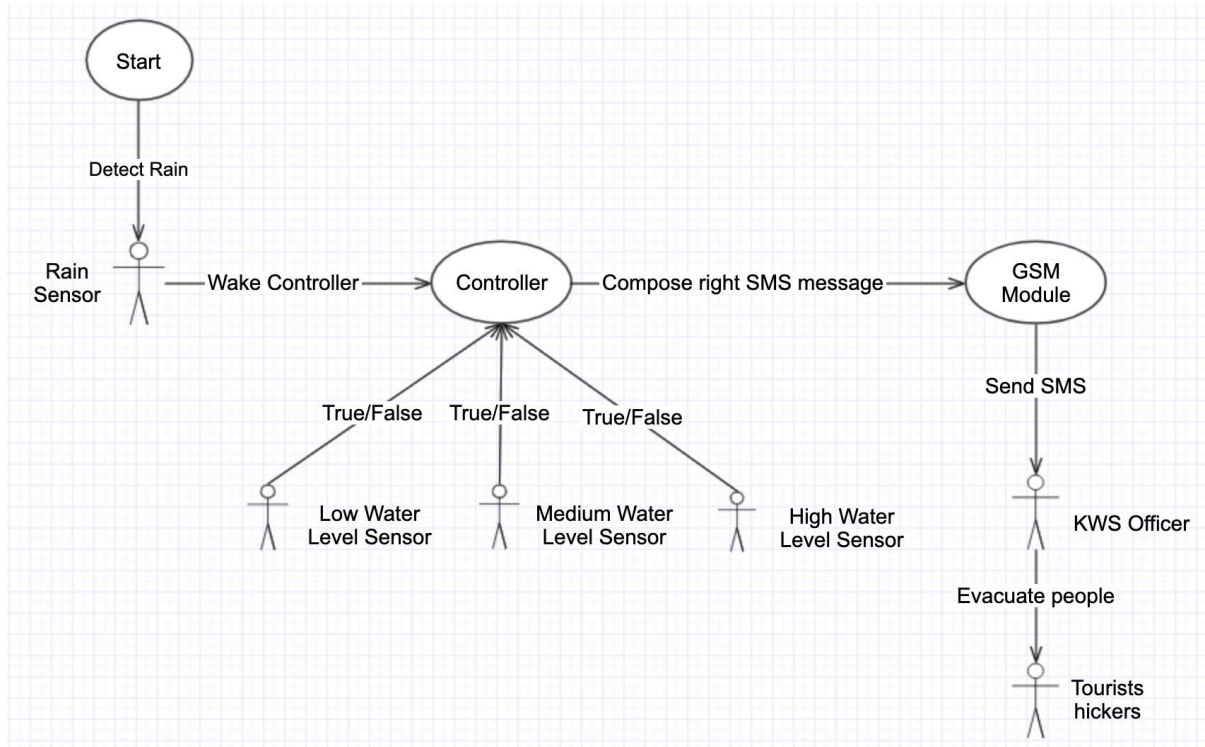 Start
Detect Rain
Rain
Sensor
Wake Controller
Controller
Compose right SMS message
GSM
Module
True/False
True/False
True/False
Send SMS
Low Water
Level Sensor
Medium Water
Level Sensor
High Water
Level Sensor
KWS Officer
Evacuate people
Tourists
hickers